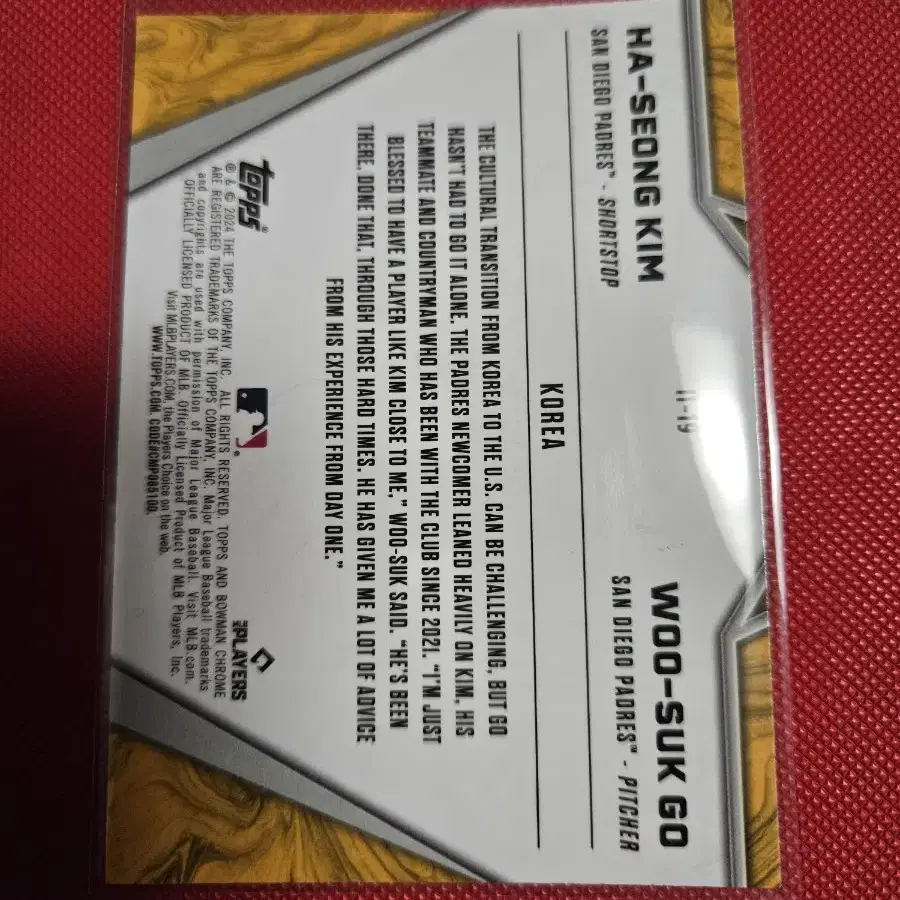 HA-SEONG KIM
SAN DIEGO PADRES™ - SHORTSTOP
WOO-SUK GO
SAN DIEGO PADRES™ - PITCHER
KOREA
THE CULTURAL TRANSITION FROM KOREA TO THE U.S. CAN BE CHALLENGING, BUT GO
HASN'T HAD TO GO IT ALONE. THE PADRES NEWCOMER LEANED HEAVILY ON KIM, HIS
TEAMMATE AND COUNTRYMAN WHO HAS BEEN WITH THE CLUB SINCE 2021. "I'M JUST
BLESSED TO HAVE A PLAYER LIKE KIM CLOSE TO ME," WOO-SUK SAID. "HE'S BEEN
THERE, DONE THAT, THROUGH THOSE HARD TIMES. HE HAS GIVEN ME A LOT OF ADVICE
FROM HIS EXPERIENCE FROM DAY ONE."
topps®
MLB PLAYERS
® & © 2024 THE TOPPS COMPANY, INC. ALL RIGHTS RESERVED. TOPPS AND BOWMAN CHROME
ARE REGISTERED TRADEMARKS OF THE TOPPS COMPANY, INC. Major League Baseball trademarks
and copyrights are used with permission of Major League Baseball. Visit MLB.com.
OFFICIALLY LICENSED PRODUCT OF MLB Players, Inc.
Visit MLBPLAYERS.COM, the Players Choice on the web.
WWW.TOPPS.COM CODE#CMP085100